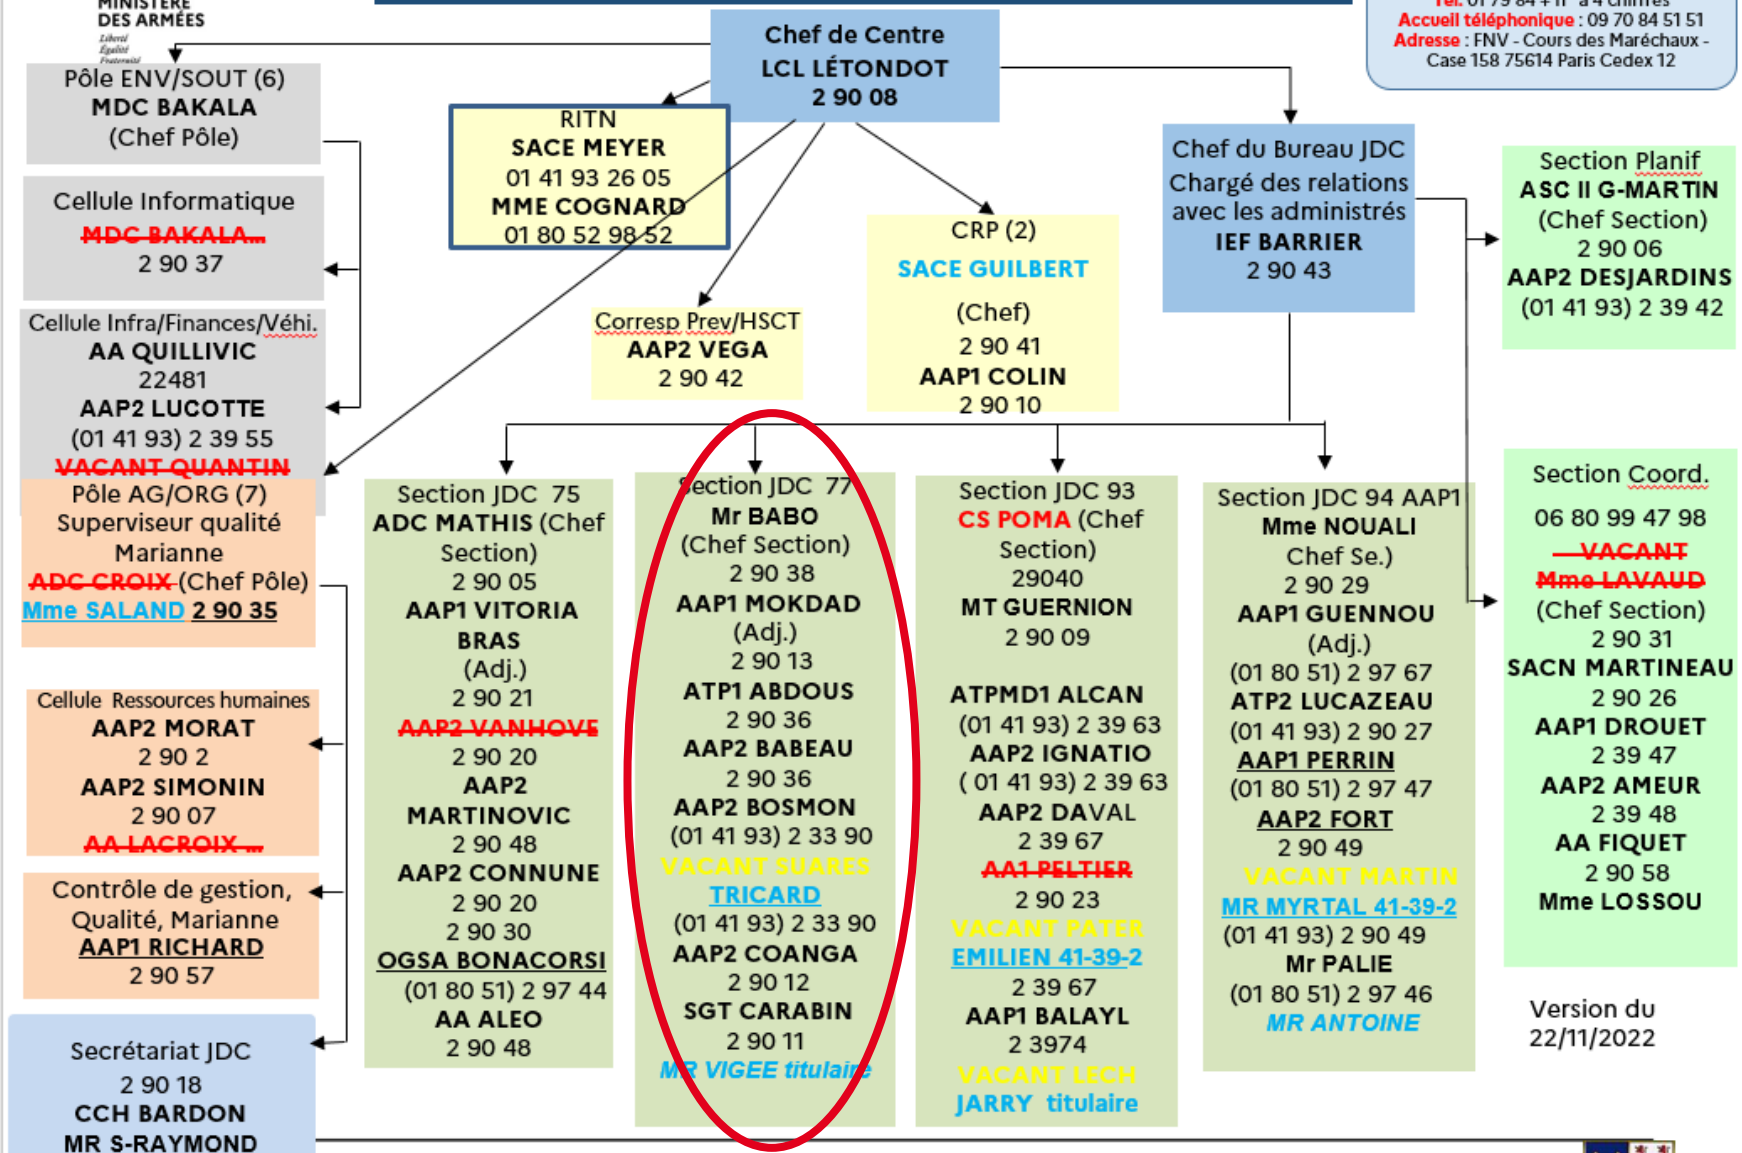 MINISTÈRE
DES ARMÉES
Liberté
Égalité
Fraternité
Tel: 01 79 84 + n° à 4 chiffres
Accueil téléphonique : 09 70 84 51 51
Adresse : FNV - Cours des Maréchaux -
Case 158 75614 Paris Cedex 12
Chef de Centre
LCL LÉTONDOT
2 90 08
Pôle ENV/SOUT (6)
MDC BAKALA
(Chef Pôle)
Cellule Informatique
MDC BAKALA...
2 90 37
Cellule Infra/Finances/Véhi.
AA QUILLIVIC
22481
AAP2 LUCOTTE
(01 41 93) 2 39 55
VACANT QUANTIN
Pôle AG/ORG (7)
Superviseur qualité
Marianne
ADC CROIX (Chef Pôle)
Mme SALAND 2 90 35
Cellule Ressources humaines
AAP2 MORAT
2 90 2
AAP2 SIMONIN
2 90 07
AA LACROIX ...
Contrôle de gestion,
Qualité, Marianne
AAP1 RICHARD
2 90 57
Secrétariat JDC
2 90 18
CCH BARDON
MR S-RAYMOND
RITN
SACE MEYER
01 41 93 26 05
MME COGNARD
01 80 52 98 52
Corresp Prev/HSCT
AAP2 VEGA
2 90 42
CRP (2)
SACE GUILBERT
(Chef)
2 90 41
AAP1 COLIN
2 90 10
Chef du Bureau JDC
Chargé des relations
avec les administrés
IEF BARRIER
2 90 43
Section JDC 75
ADC MATHIS (Chef
Section)
2 90 05
AAP1 VITORIA
BRAS
(Adj.)
2 90 21
AAP2 VANHOVE
2 90 20
AAP2
MARTINOVIC
2 90 48
AAP2 CONNUNE
2 90 20
2 90 30
OGSA BONACORSI
(01 80 51) 2 97 44
AA ALEO
2 90 48
Section JDC 77
Mr BABO
(Chef Section)
2 90 38
AAP1 MOKDAD
(Adj.)
2 90 13
ATP1 ABDOUS
2 90 36
AAP2 BABEAU
2 90 36
AAP2 BOSMON
(01 41 93) 2 33 90
VACANT SUARES
TRICARD
(01 41 93) 2 33 90
AAP2 COANGA
2 90 12
SGT CARABIN
2 90 11
MR VIGEE titulaire
Section JDC 93
CS POMA (Chef
Section)
29040
MT GUERNION
2 90 09
ATPMD1 ALCAN
(01 41 93) 2 39 63
AAP2 IGNATIO
( 01 41 93) 2 39 63
AAP2 DAVAL
2 39 67
AA1 PELTIER
2 90 23
VACANT PATER
EMILIEN 41-39-2
2 39 67
AAP1 BALAYL
2 3974
VACANT LECH
JARRY titulaire
Section JDC 94 AAP1
Mme NOUALI
Chef Se.)
2 90 29
AAP1 GUENNOU
(Adj.)
(01 80 51) 2 97 67
ATP2 LUCAZEAU
(01 41 93) 2 90 27
AAP1 PERRIN
(01 80 51) 2 97 47
AAP2 FORT
2 90 49
VACANT MARTIN
MR MYRTAL 41-39-2
(01 41 93) 2 90 49
Mr PALIE
(01 80 51) 2 97 46
MR ANTOINE
Section Planif
ASC II G-MARTIN
(Chef Section)
2 90 06
AAP2 DESJARDINS
(01 41 93) 2 39 42
Section Coord.
06 80 99 47 98
VACANT
Mme LAVAUD
(Chef Section)
2 90 31
SACN MARTINEAU
2 90 26
AAP1 DROUET
2 39 47
AAP2 AMEUR
2 39 48
AA FIQUET
2 90 58
Mme LOSSOU
Version du
22/11/2022